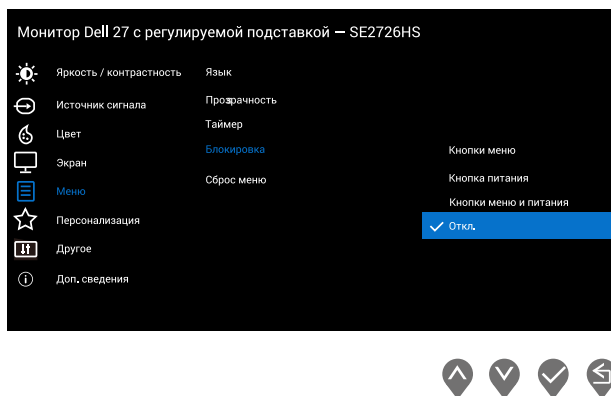 Монитор Dell 27 с регулируемой подставкой — SE2726HS
Яркость / контрастность
Источник сигнала
Цвет
Экран
Меню
Персонализация
Другое
Доп. сведения
Язык
Прозрачность
Таймер
Блокировка
Сброс меню
Кнопки меню
Кнопка питания
Кнопки меню и питания
Откл.